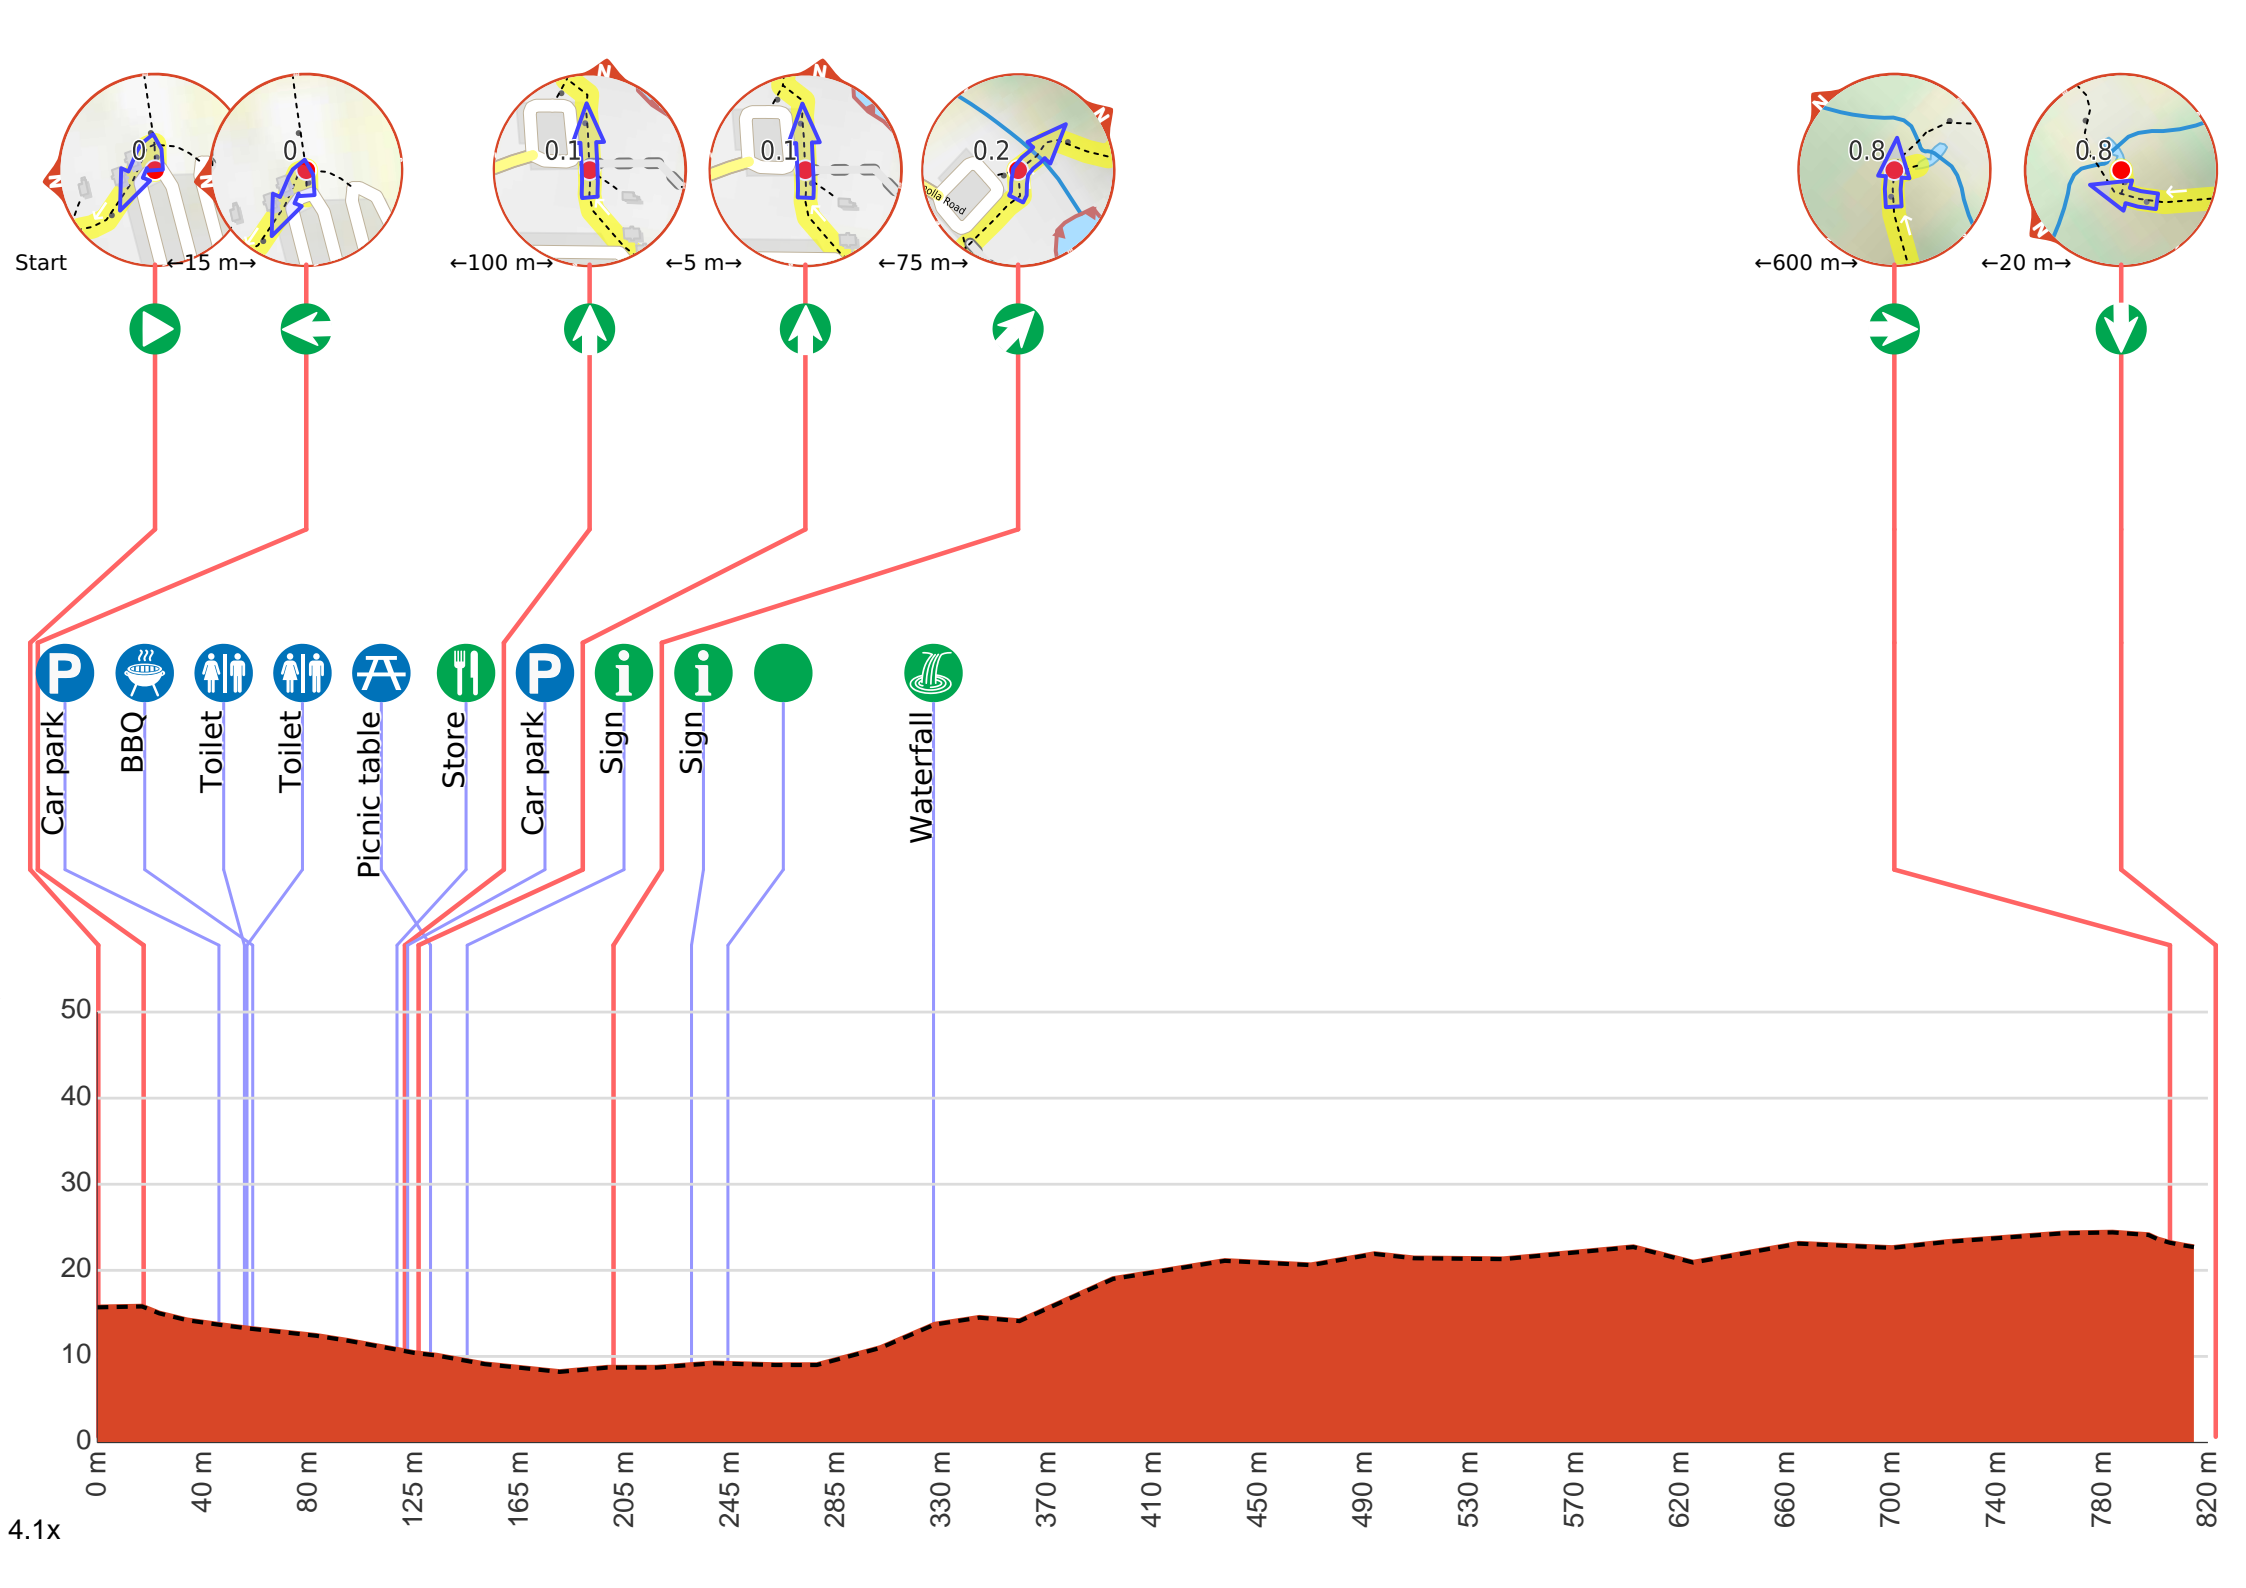 N
N
N
N
N
N
N
0
0
0.1
0.1
0.2
0.8
0.8
olla Road
Start
←15 m→
←100 m→
←5 m→
←75 m→
←600 m→
←20 m→
P
P
i
i
Car park
BBQ
Toilet
Toilet
Picnic table
Store
Car park
Sign
Sign
Waterfall
50
40
30
20
10
0
0 m
40 m
80 m
125 m
165 m
205 m
245 m
285 m
330 m
370 m
410 m
450 m
490 m
530 m
570 m
620 m
660 m
700 m
740 m
780 m
820 m
4.1x